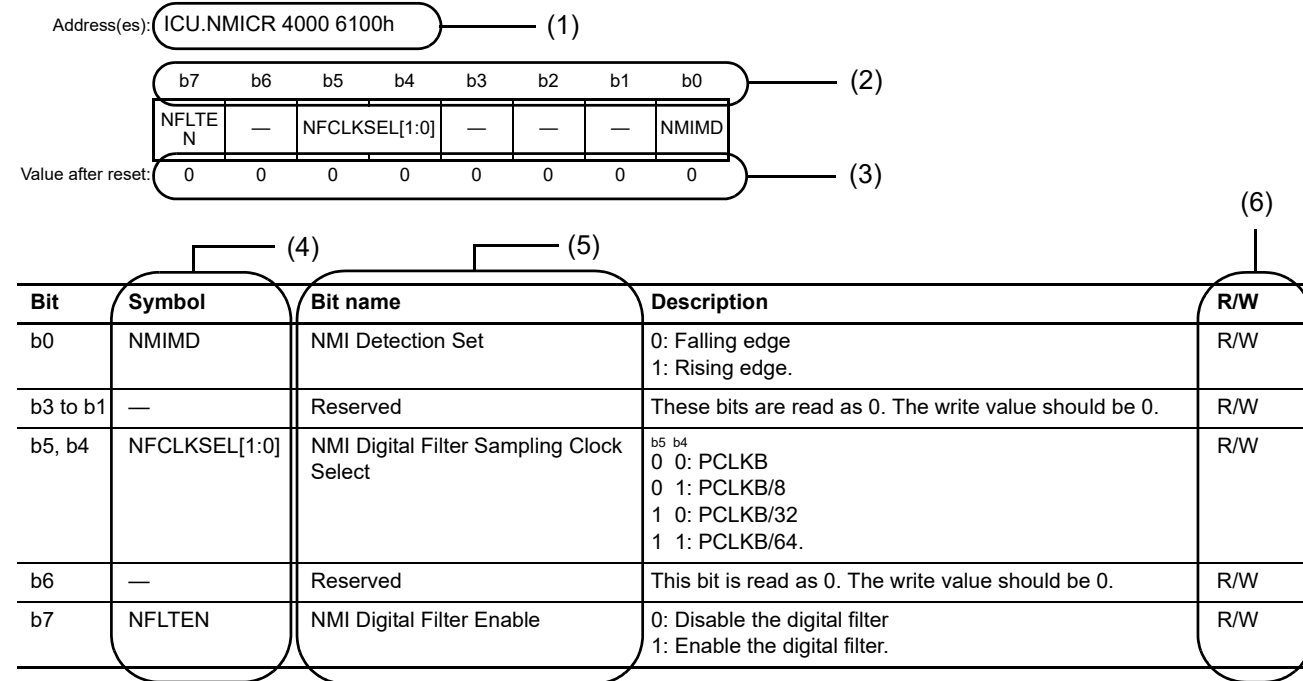 Address(es): ICU.NMICR 4000 6100h (1)
b7 b6 b5 b4 b3 b2 b1 b0 (2)
NFLTE
N — NFCLKSEL[1:0] — — — NMIMD
Value after reset: 0 0 0 0 0 0 0 0 (3)
(6)
(4) (5)
Bit Symbol Bit name Description R/W
b0 NMIMD NMI Detection Set 0: Falling edge R/W
1: Rising edge.
b3 to b1 — Reserved These bits are read as 0. The write value should be 0. R/W
b5, b4 NFCLKSEL[1:0] NMI Digital Filter Sampling Clock b5 b4 R/W
Select 0 0: PCLKB
0 1: PCLKB/8
1 0: PCLKB/32
1 1: PCLKB/64.
b6 — Reserved This bit is read as 0. The write value should be 0. R/W
b7 NFLTEN NMI Digital Filter Enable 0: Disable the digital filter R/W
1: Enable the digital filter.